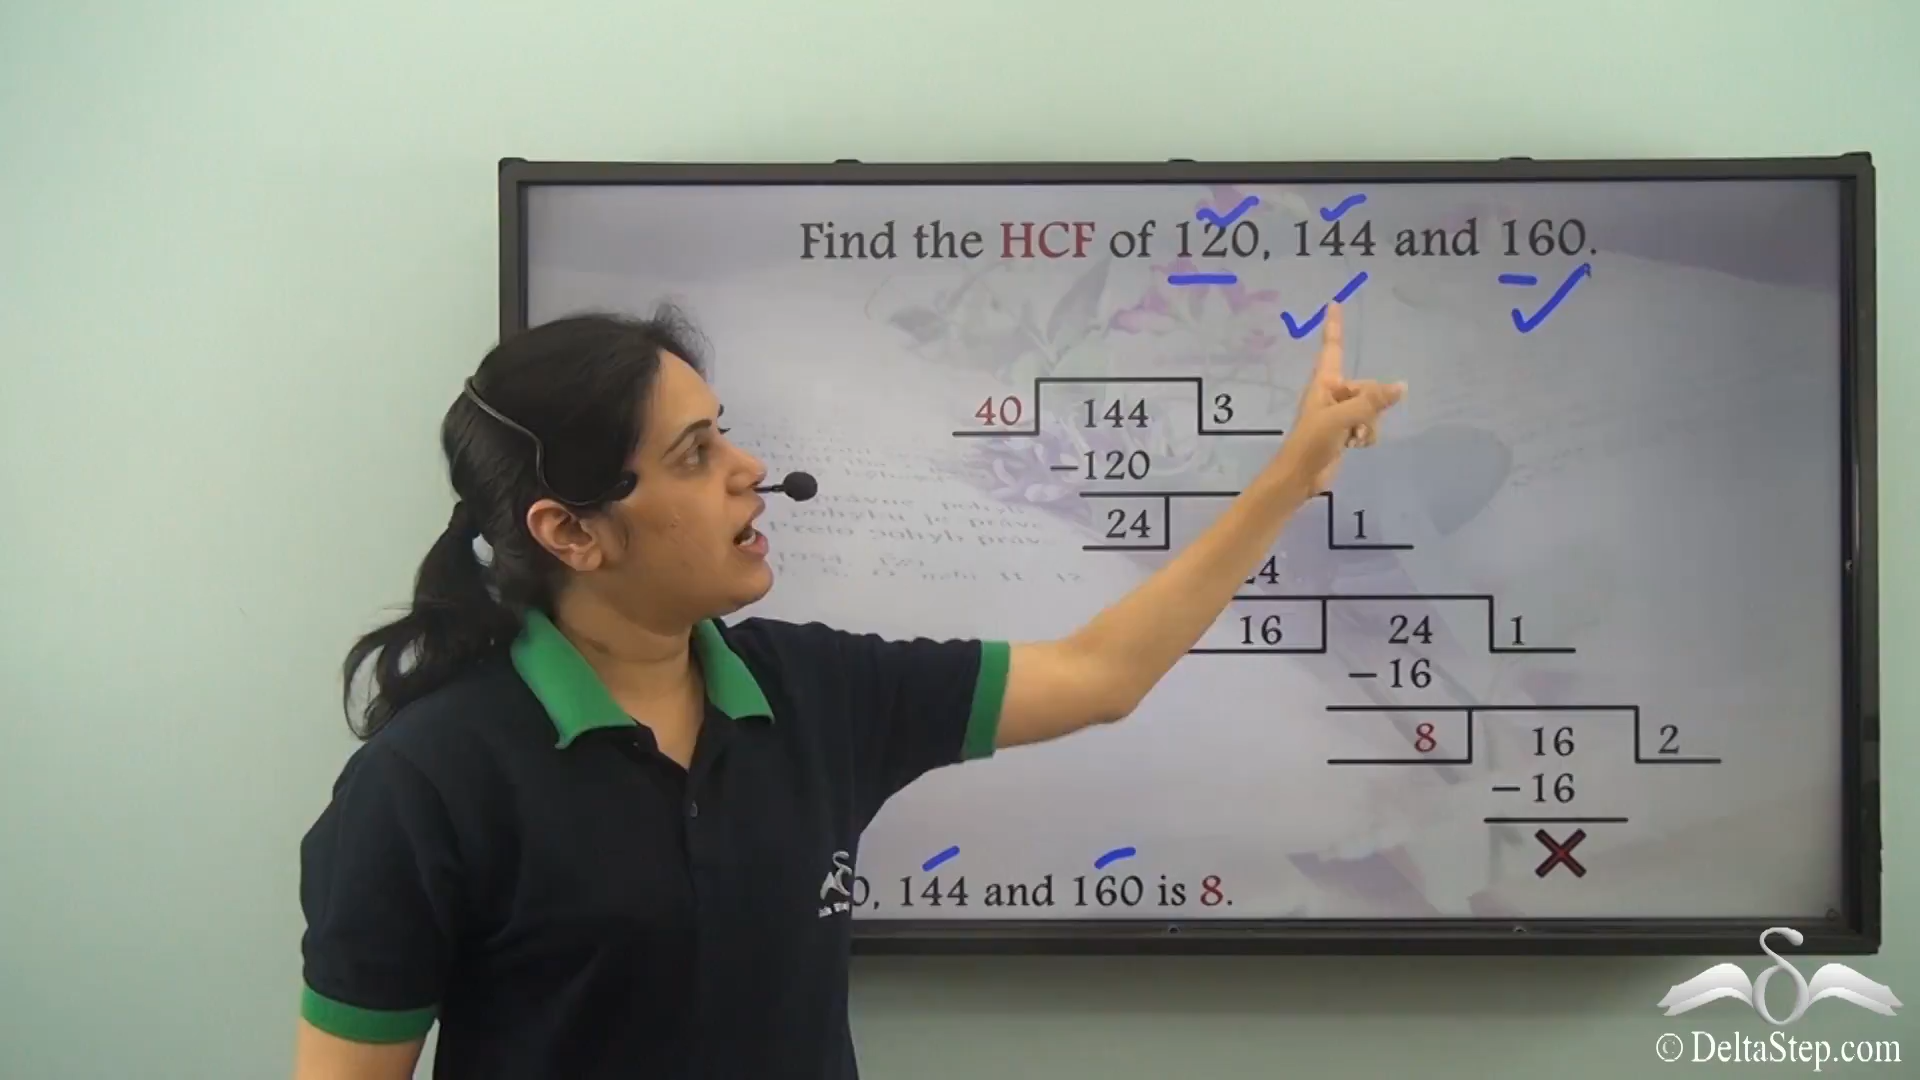 Find the HCF of 120, 144 and 160.
40 144 3
−120
24 1
24
16 24 1
−16
8 16 2
−16
0, 144 and 160 is 8.
© DeltaStep.com